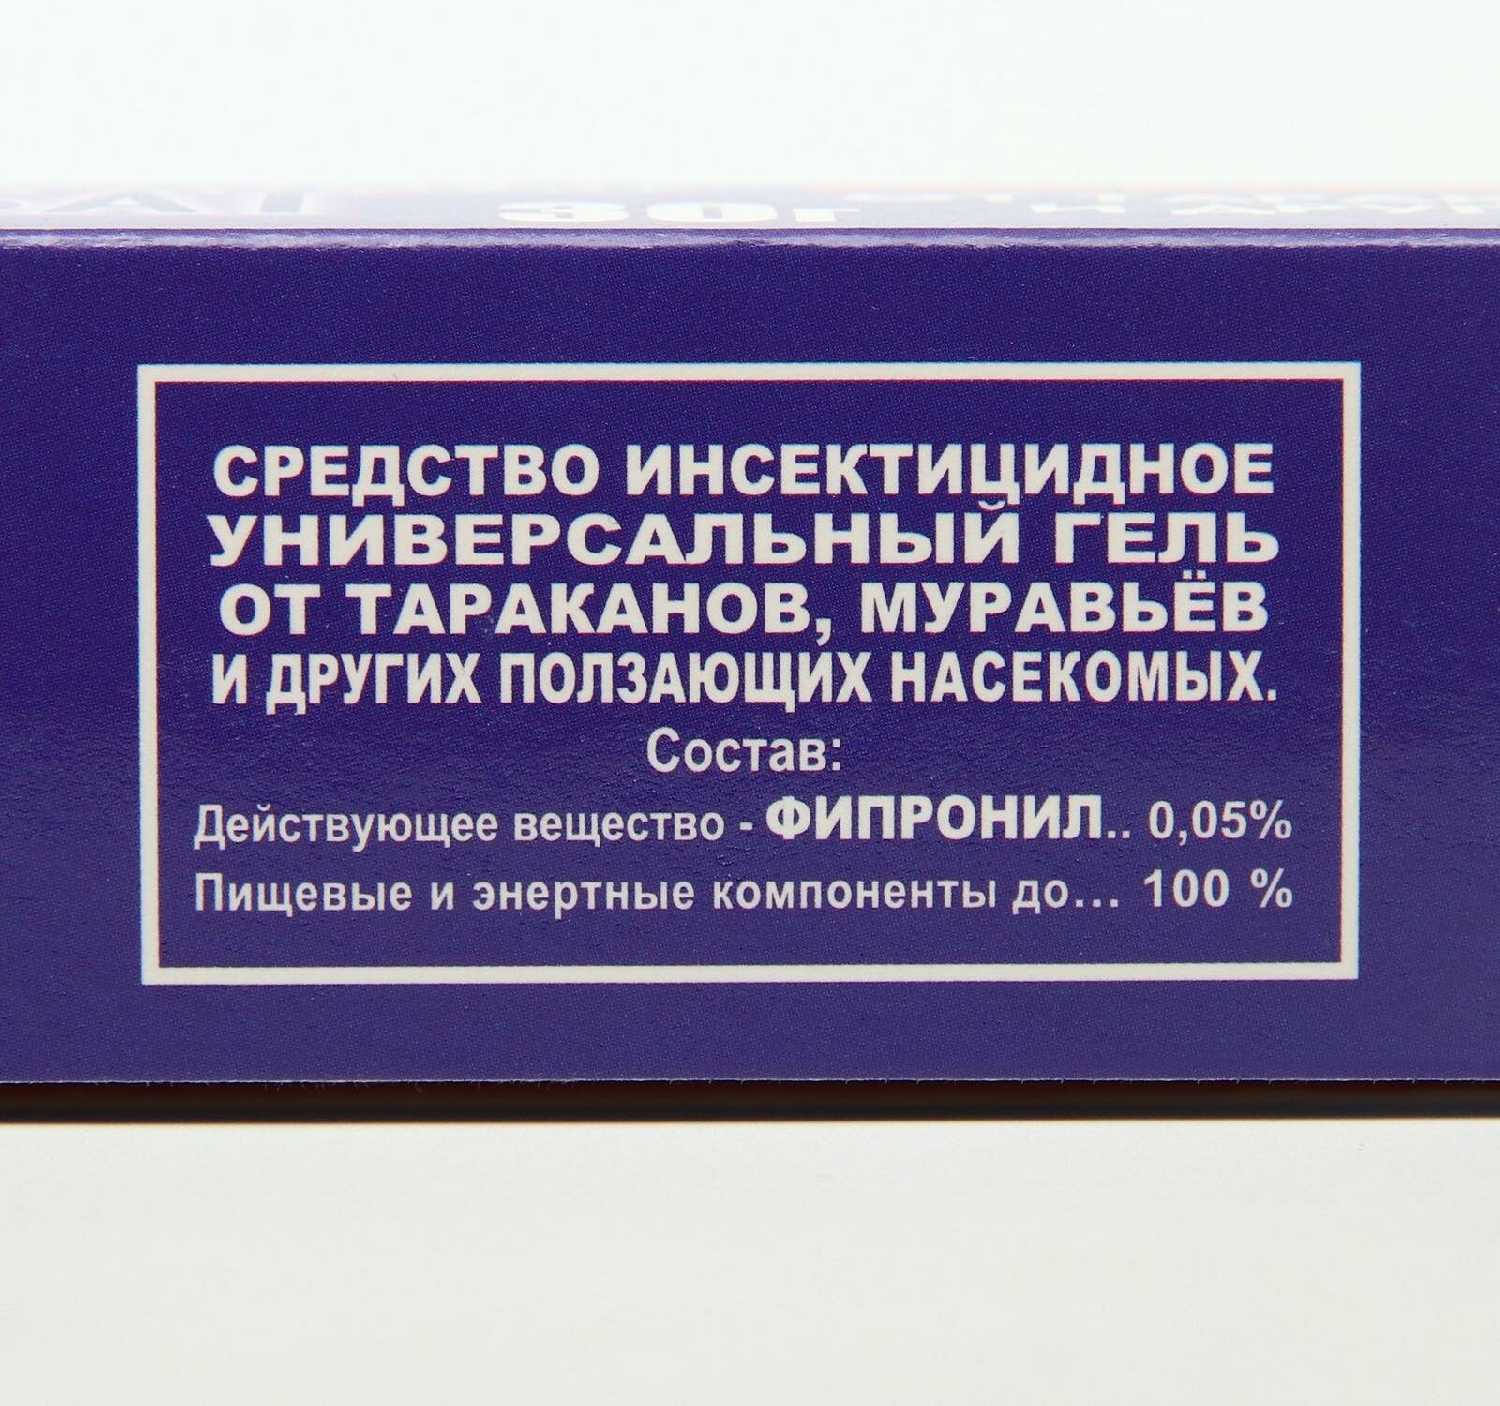 30г
СРЕДСТВО ИНСЕКТИЦИДНОЕ
УНИВЕРСАЛЬНЫЙ ГЕЛЬ
ОТ ТАРАКАНОВ, МУРАВЬЁВ
И ДРУГИХ ПОЛЗАЮЩИХ НАСЕКОМЫХ.
Состав:
Действующее вещество - ФИПРОНИЛ.. 0,05%
Пищевые и энертные компоненты до... 100 %